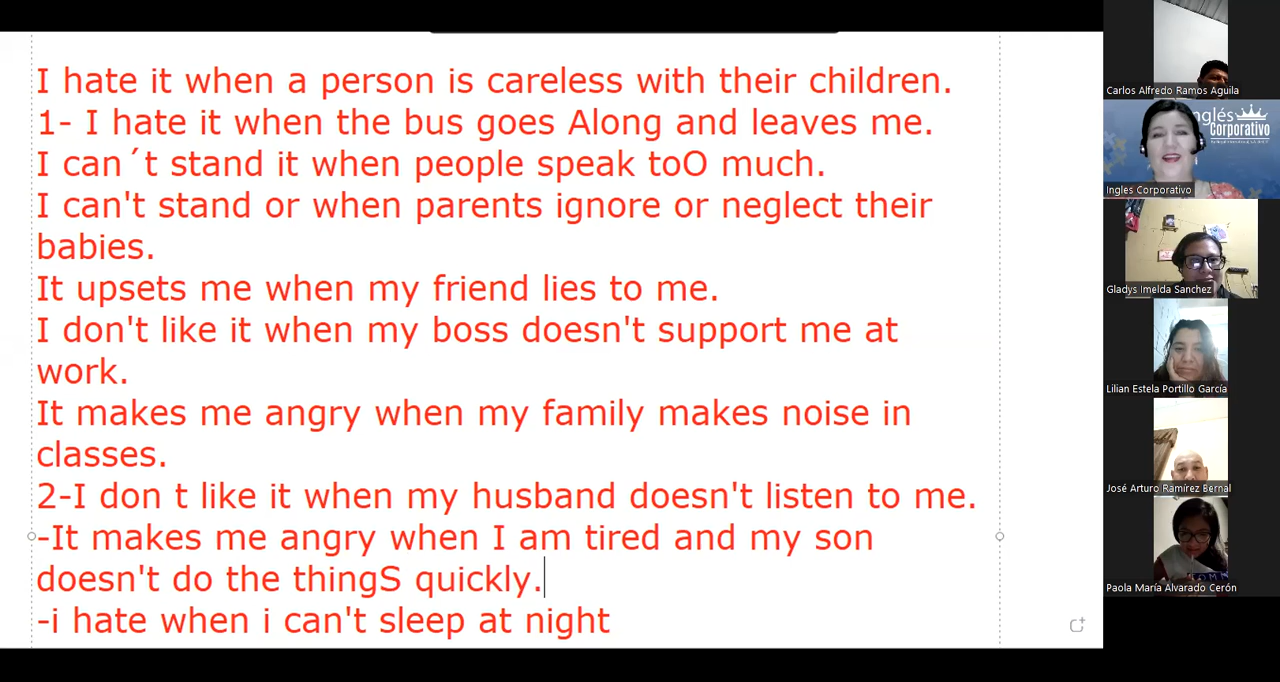 I hate it when a person is careless with their children.
1- I hate it when the bus goes Along and leaves me.
I can´t stand it when people speak toO much.
I can't stand or when parents ignore or neglect their
babies.
It upsets me when my friend lies to me.
I don't like it when my boss doesn't support me at
work.
It makes me angry when my family makes noise in
classes.
2-I don t like it when my husband doesn't listen to me.
-It makes me angry when I am tired and my son
doesn't do the thingS quickly.
-i hate when i can't sleep at night
Carlos Alfredo Ramos Aguila
Inglés
Corporativo
Ingles Corporativo
Gladys Imelda Sanchez
Lilian Estela Portillo García
José Arturo Ramírez Bernal
Paola María Alvarado Cerón